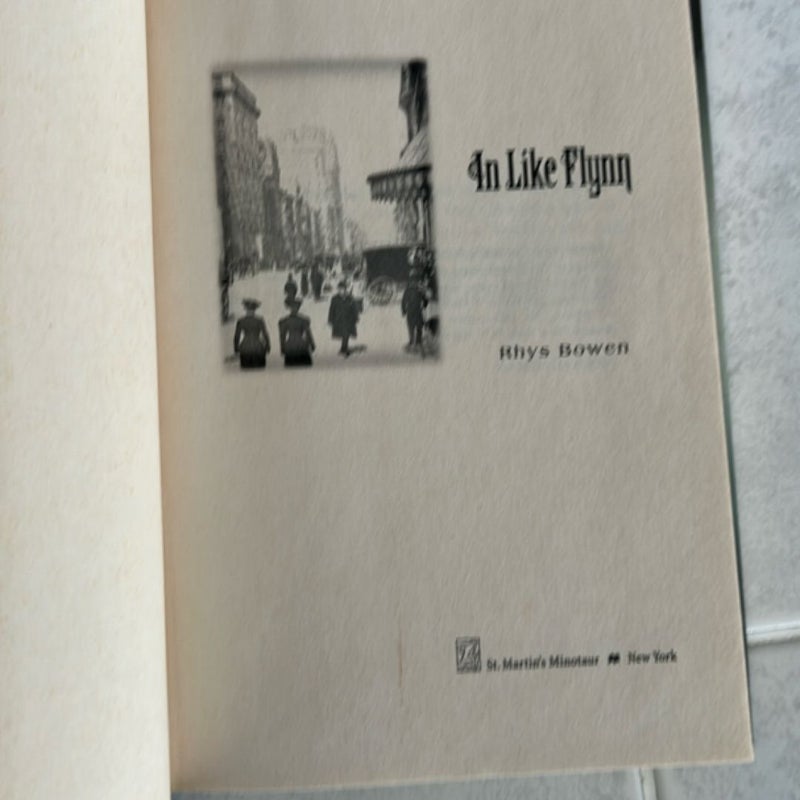 In Like Flynn
Rhys Bowen
St. Martin's Minotaur New York